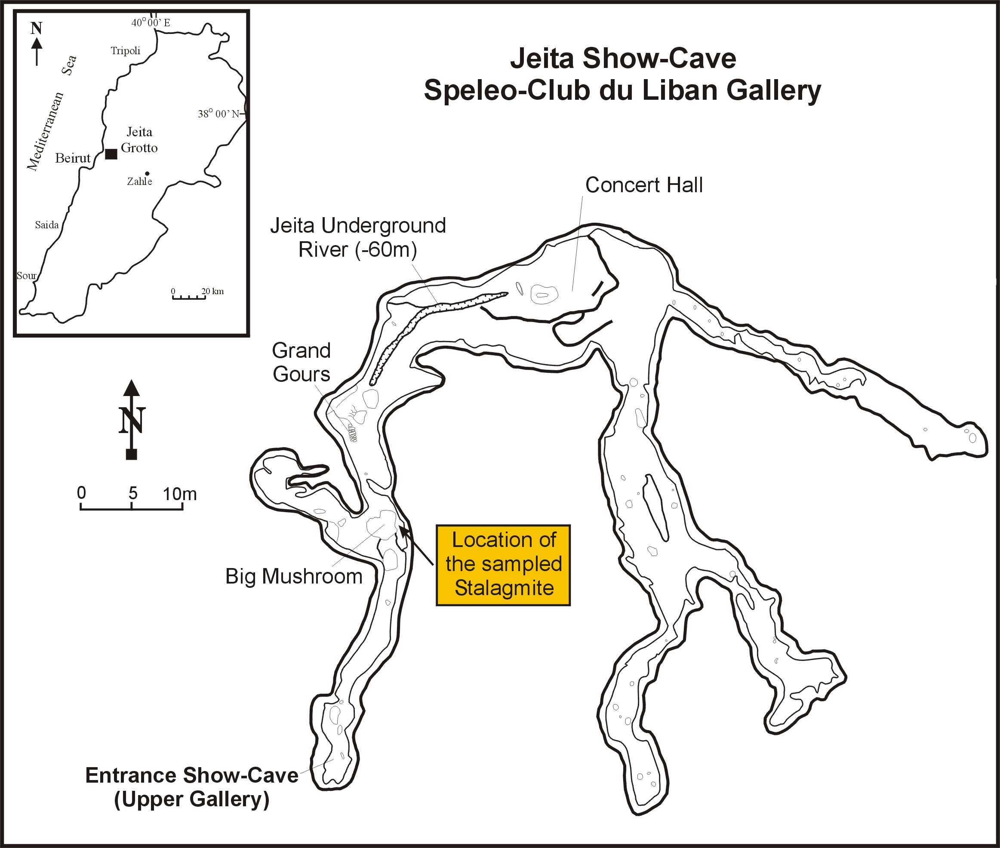 Jeita Show-Cave
Speleo-Club du Liban Gallery
N
40° 00' E
Tripoli
Mediterranean Sea
38° 00' N
Jeita
Grotto
Beirut
Zahle
Saida
Sour
0 20 km
Concert Hall
Jeita Underground
River (-60m)
Grand
Gours
N
0 5 10m
Location of
the sampled
Stalagmite
Big Mushroom
Entrance Show-Cave
(Upper Gallery)